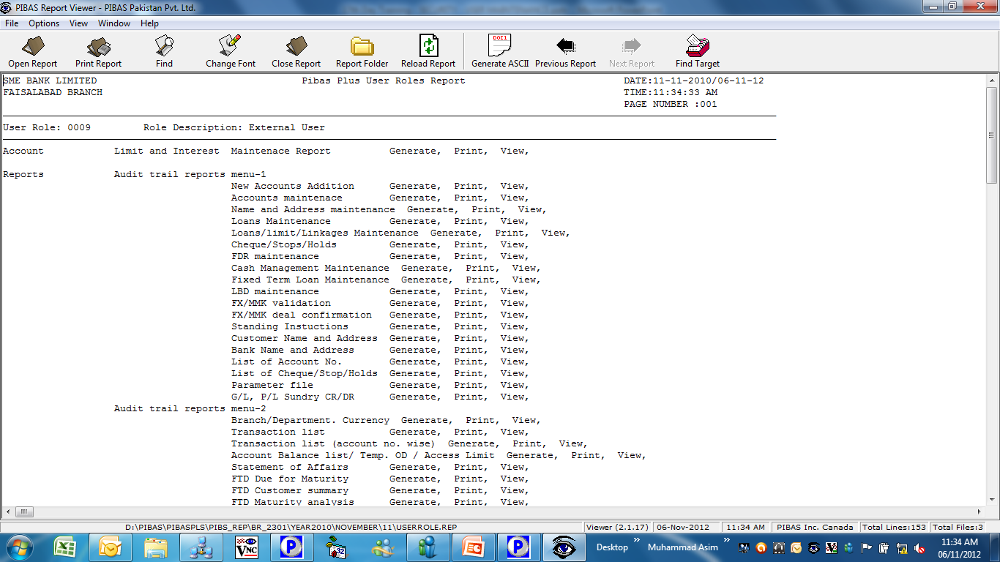 PIBAS Report Viewer - PIBAS Pakistan Pvt. Ltd.
File Options View Window Help
Open Report Print Report Find Change Font Close Report Report Folder Reload Report Generate ASCII Previous Report Next Report Find Target
SME BANK LIMITED Pibas Plus User Roles Report DATE:11-11-2010/06-11-12
FAISALABAD BRANCH TIME:11:34:33 AM
PAGE NUMBER :001
User Role: 0009 Role Description: External User
Account Limit and Interest Maintenace Report Generate, Print, View,
Reports Audit trail reports menu-1
New Accounts Addition Generate, Print, View,
Accounts maintenace Generate, Print, View,
Name and Address maintenance Generate, Print, View,
Loans Maintenance Generate, Print, View,
Loans/limit/Linkages Maintenance Generate, Print, View,
Cheque/Stops/Holds Generate, Print, View,
FDR maintenance Generate, Print, View,
Cash Management Maintenance Generate, Print, View,
Fixed Term Loan Maintenance Generate, Print, View,
LBD maintenance Generate, Print, View,
FX/MMK validation Generate, Print, View,
FX/MMK deal confirmation Generate, Print, View,
Standing Instuctions Generate, Print, View,
Customer Name and Address Generate, Print, View,
Bank Name and Address Generate, Print, View,
List of Account No. Generate, Print, View,
List of Cheque/Stop/Holds Generate, Print, View,
Parameter file Generate, Print, View,
G/L, P/L Sundry CR/DR Generate, Print, View,
Audit trail reports menu-2
Branch/Department. Currency Generate, Print, View,
Transaction list Generate, Print, View,
Transaction list (account no. wise) Generate, Print, View,
Account Balance list/ Temp. OD / Access Limit Generate, Print, View,
Statement of Affairs Generate, Print, View,
FTD Due for Maturity Generate, Print, View,
FTD Customer summary Generate, Print, View,
FTD Maturity analysis Generate, Print, View,
D:\PIBAS\PIBASPLS\PIBS_REP\BR_2301\YEAR2010\NOVEMBER\11\USERROLE.REP Viewer (2.1.17) 06-Nov-2012 11:34 AM PIBAS Inc. Canada Total Lines:153 Total Files:3
Desktop » Muhammad Asim » 11:34 AM
06/11/2012